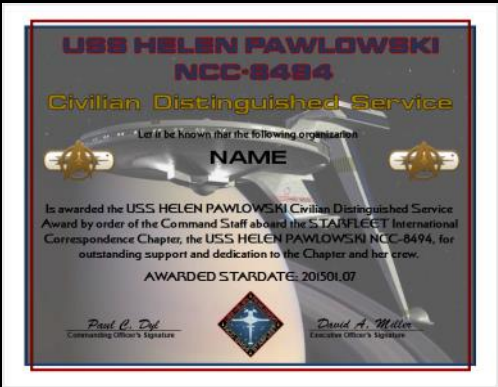 USS HELEN PAWLOWSKI
NCC-8494
Civilian Distinguished Service
Let it be known that the following organization
NAME
Is awarded the USS HELEN PAWLOWSKI Civilian Distinguished Service
Award by order of the Command Staff aboard the STARFLEET International
Correspondence Chapter, the USS HELEN PAWLOWSKI NCC-8494, for
outstanding support and dedication to the Chapter and her crew.
AWARDED STARDATE: 201501.07
Paul C. Dyl
Commanding Officer's Signature
David A. Miller
Executive Officer's Signature